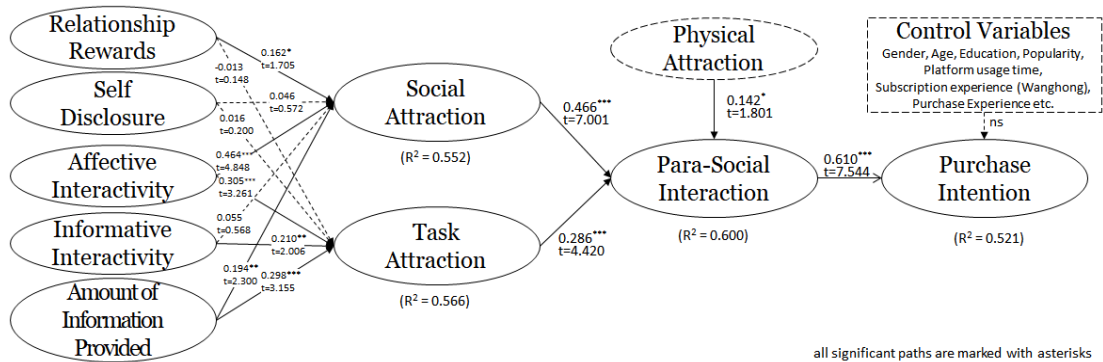 Relationship
Rewards
Self
Disclosure
Affective
Interactivity
Informative
Interactivity
Amount of
Information
Provided
0.162*
t=1.705
-0.013
t=0.148
0.046
t=0.572
0.016
t=0.200
0.464***
t=4.848
0.305***
t=3.261
0.055
t=0.568
0.210**
t=2.006
0.194**
t=2.300
0.298***
t=3.155
Social
Attraction
(R² = 0.552)
Task
Attraction
(R² = 0.566)
0.466***
t=7.001
0.286***
t=4.420
Physical
Attraction
0.142*
t=1.801
Para-Social
Interaction
(R² = 0.600)
0.610***
t=7.544
Control Variables
Gender, Age, Education, Popularity,
Platform usage time,
Subscription experience (Wanghong),
Purchase Experience etc.
ns
Purchase
Intention
(R² = 0.521)
all significant paths are marked with asterisks